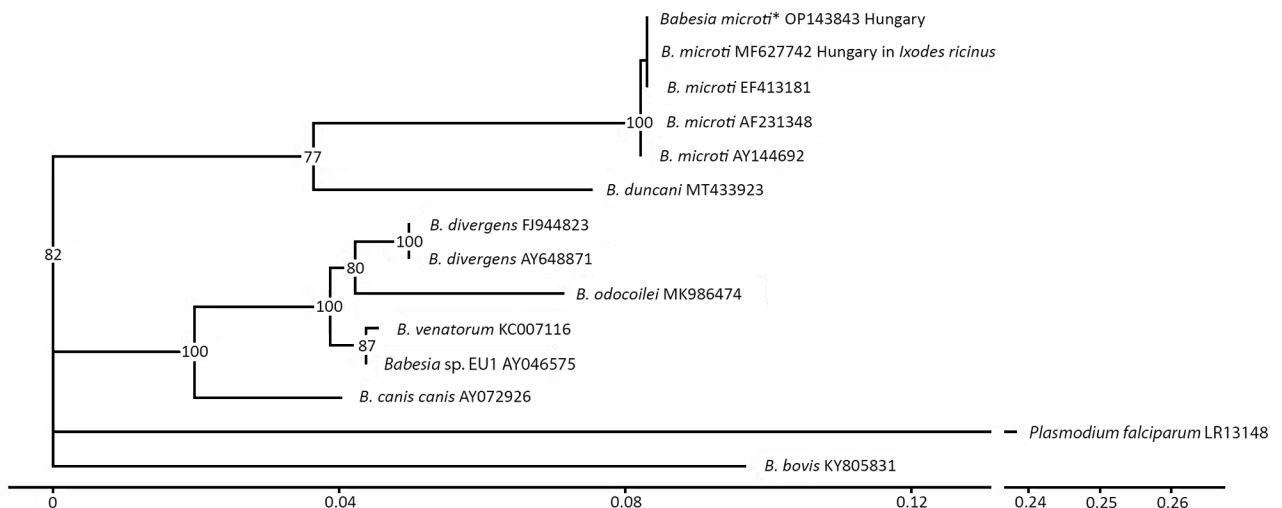 Babesia microti* OP143843 Hungary
B. microti MF627742 Hungary in Ixodes ricinus
B. microti EF413181
100 B. microti AF231348
B. microti AY144692
77
B. duncani MT433923
B. divergens FJ944823
100
B. divergens AY648871
82
80
B. odocoilei MK986474
100
B. venatorum KC007116
87
Babesia sp. EU1 AY046575
100
B. canis canis AY072926
Plasmodium falciparum LR13148
B. bovis KY805831
0 0.04 0.08 0.12 0.24 0.25 0.26